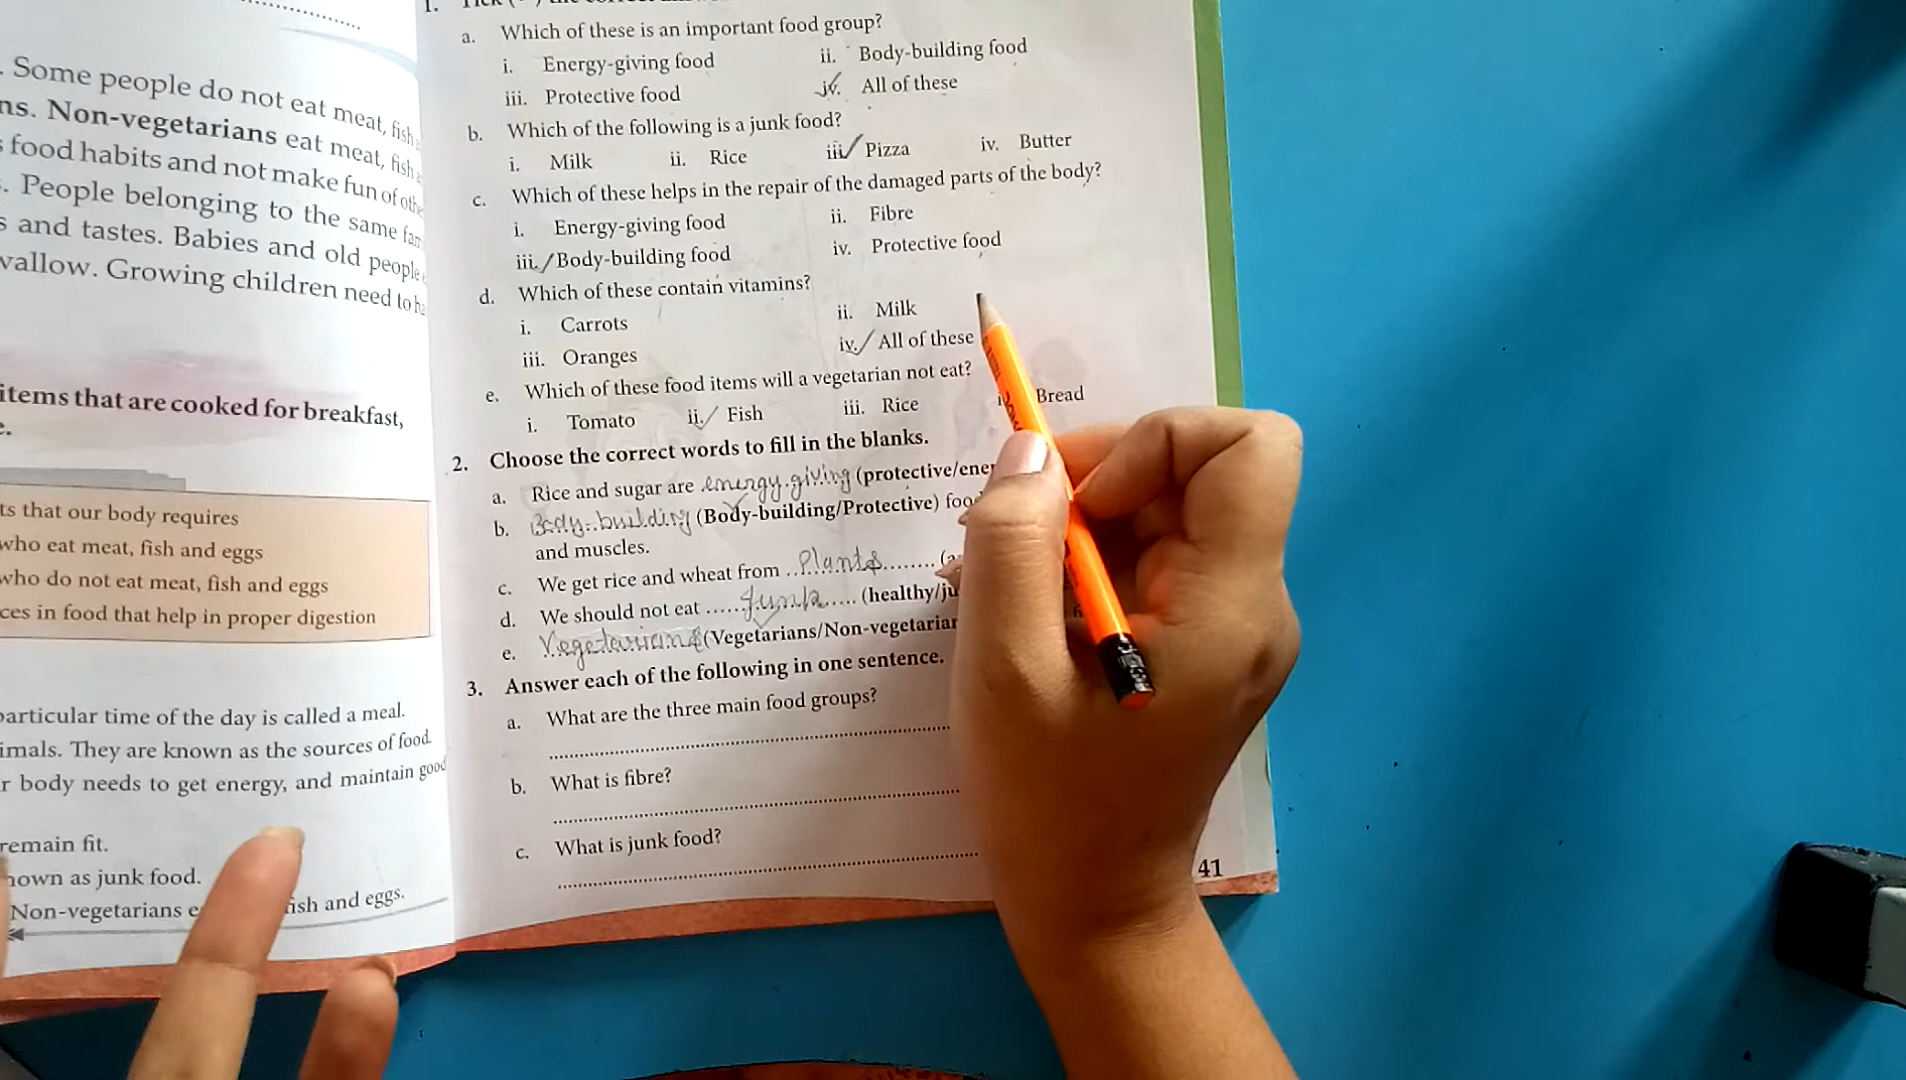 . Some people do not eat meat, fish
ns. Non-vegetarians eat meat, fish
food habits and not make fun of othe
. People belonging to the same fam
s and tastes. Babies and old people
wallow. Growing children need to ha
items that are cooked for breakfast,
e.
ts that our body requires
who eat meat, fish and eggs
who do not eat meat, fish and eggs
ces in food that help in proper digestion
particular time of the day is called a meal.
imals. They are known as the sources of food.
r body needs to get energy, and maintain good
remain fit.
nown as junk food.
Non-vegetarians e ish and eggs.
1.
a. Which of these is an important food group?
i. Energy-giving food ii. Body-building food
iii. Protective food iv. All of these
b. Which of the following is a junk food?
i. Milk ii. Rice iii. Pizza iv. Butter
c. Which of these helps in the repair of the damaged parts of the body?
i. Energy-giving food ii. Fibre
iii. Body-building food iv. Protective food
d. Which of these contain vitamins?
i. Carrots ii. Milk
iii. Oranges iv. All of these
e. Which of these food items will a vegetarian not eat?
i. Tomato ii. Fish iii. Rice Bread
2. Choose the correct words to fill in the blanks.
a. Rice and sugar are energy-giving (protective/ener
b. Body-building (Body-building/Protective) foo
and muscles.
c. We get rice and wheat from Plants
d. We should not eat Junk (healthy/ju
e. Vegetarians (Vegetarians/Non-vegetarian
3. Answer each of the following in one sentence.
a. What are the three main food groups?
b. What is fibre?
c. What is junk food?
41